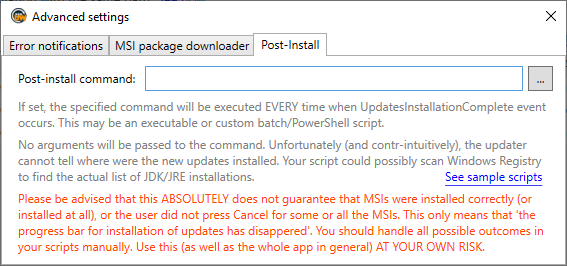 Advanced settings
Error notifications MSI package downloader Post-Install
Post-install command: ...
If set, the specified command will be executed EVERY time when UpdatesInstallationComplete event
occurs. This may be an executable or custom batch/PowerShell script.
No arguments will be passed to the command. Unfortunately (and contr-intuitively), the updater
cannot tell where were the new updates installed. Your script could possibly scan Windows Registry
to find the actual list of JDK/JRE installations. See sample scripts
Please be advised that this ABSOLUTELY does not guarantee that MSIs were installed correctly (or
installed at all), or the user did not press Cancel for some or all the MSIs. This only means that 'the
progress bar for installation of updates has disappeared'. You should handle all possible outcomes in
your scripts manually. Use this (as well as the whole app in general) AT YOUR OWN RISK.